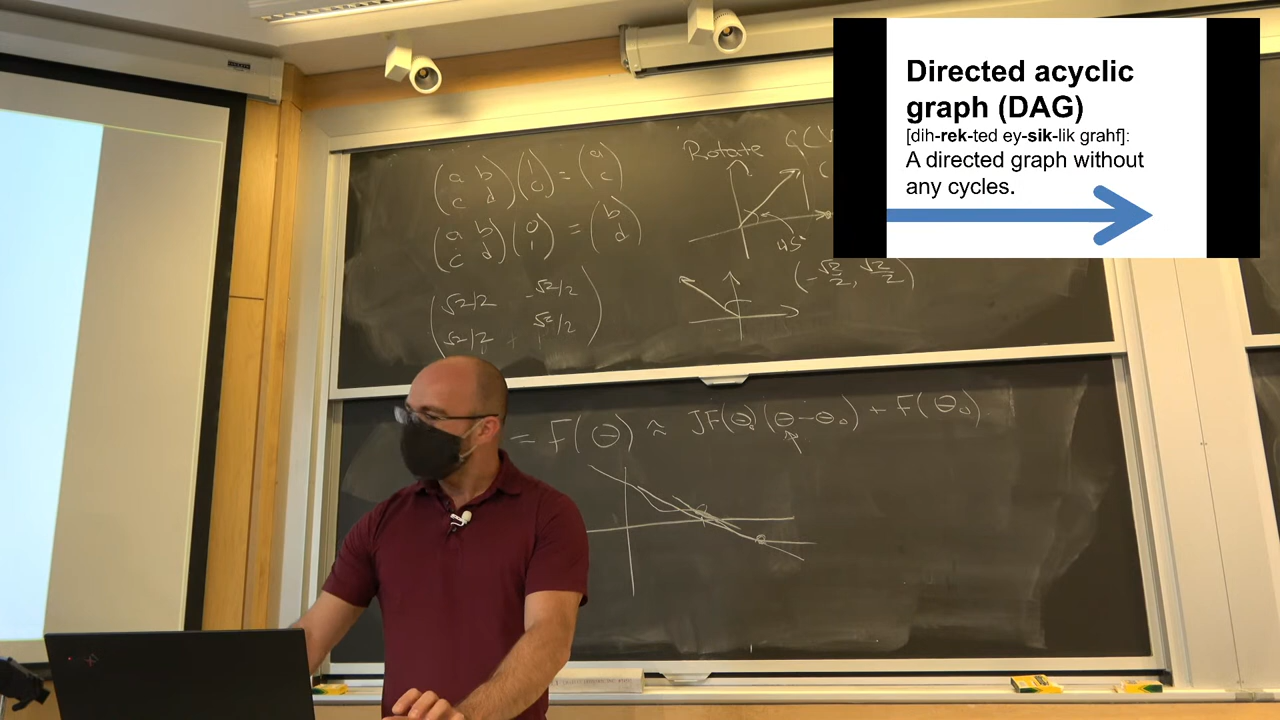 Directed acyclic
graph (DAG)
[dih-rek-ted ey-sik-lik grahf]:
A directed graph without
any cycles.
Rotate
(a b
c d)(1
0) = (a
c)
(a b
c d)(0
1) = (b
d)
45°
(√2/2 -√2/2
√2/2 + √2/2)
(-√2/2, √2/2)
= F(θ) ≈ JF(θ₀)(θ-θ₀) + F(θ₀)